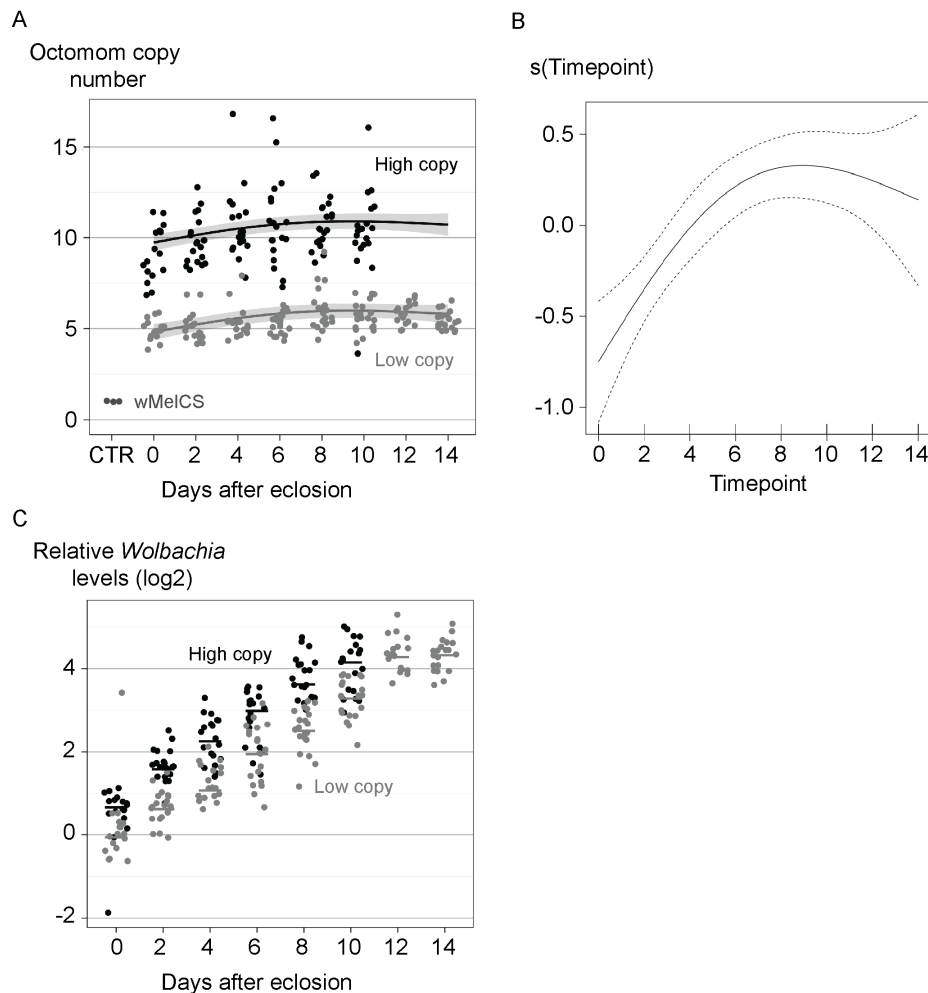 A
Octomom copy
number
15
10
5
0
High copy
Low copy
wMelCS
CTR 0 2 4 6 8 10 12 14
Days after eclosion
B
s(Timepoint)
0.5
0.0
-0.5
-1.0
0 2 4 6 8 10 12 14
Timepoint
C
Relative Wolbachia
levels (log2)
4
2
0
-2
High copy
Low copy
0 2 4 6 8 10 12 14
Days after eclosion